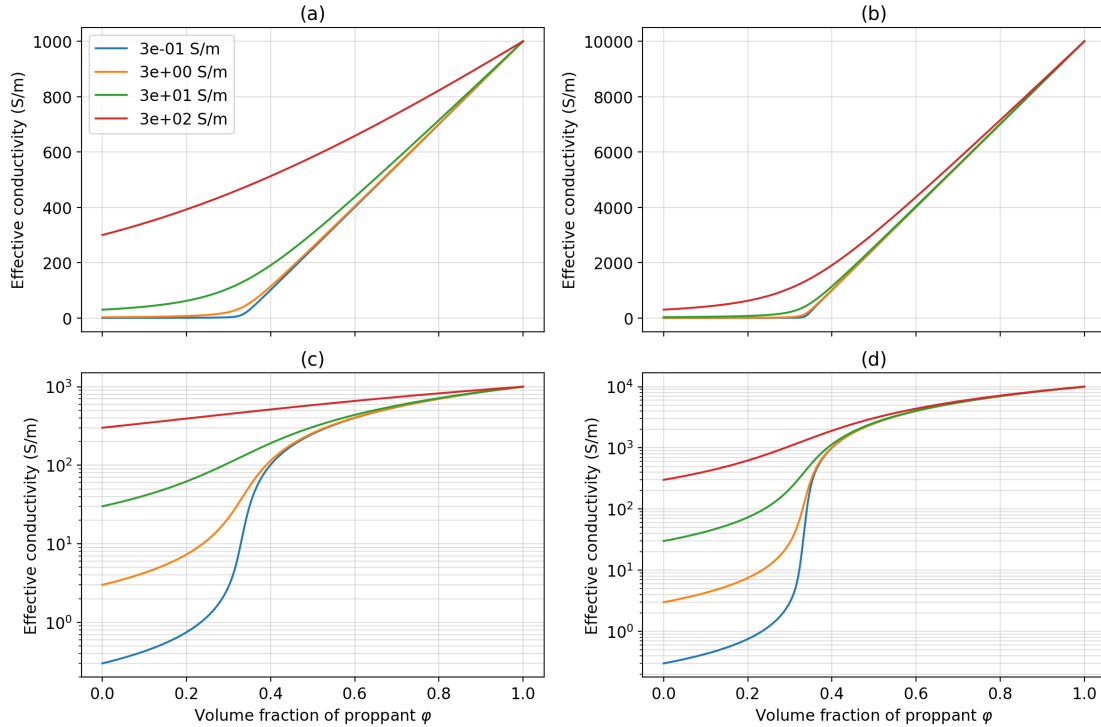 (a)
Effective conductivity (S/m)
1000
800
600
400
200
0
3e-01 S/m
3e+00 S/m
3e+01 S/m
3e+02 S/m
(b)
Effective conductivity (S/m)
10000
8000
6000
4000
2000
0
(c)
Effective conductivity (S/m)
10³
10²
10¹
10⁰
0.0 0.2 0.4 0.6 0.8 1.0
Volume fraction of proppant φ
(d)
Effective conductivity (S/m)
10⁴
10³
10²
10¹
10⁰
0.0 0.2 0.4 0.6 0.8 1.0
Volume fraction of proppant φ